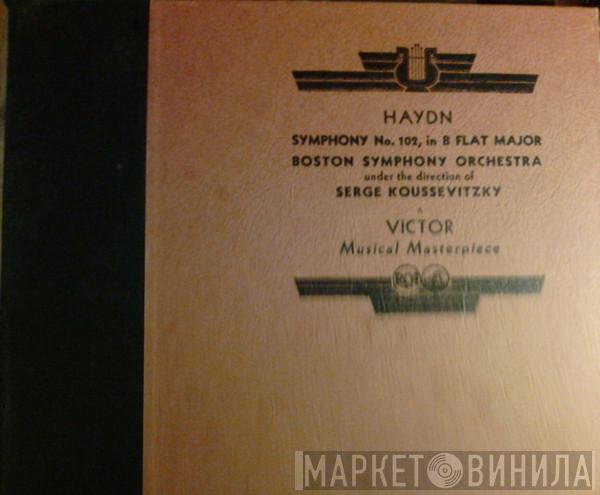 HAYDN
SYMPHONY No. 102, in B FLAT MAJOR
BOSTON SYMPHONY ORCHESTRA
under the direction of
SERGE KOUSSEVITZKY
A
VICTOR
Musical Masterpiece
RCA
МАРКЕТ ВИНИЛА